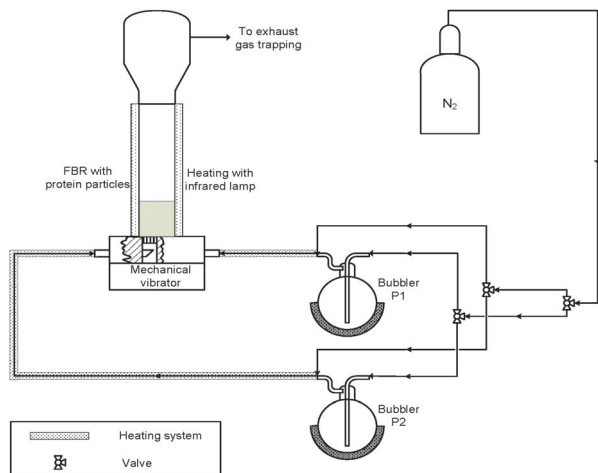 To exhaust
gas trapping
N₂
FBR with
protein particles
Heating with
infrared lamp
Mechanical
vibrator
Bubbler
P1
Bubbler
P2
Heating system
Valve